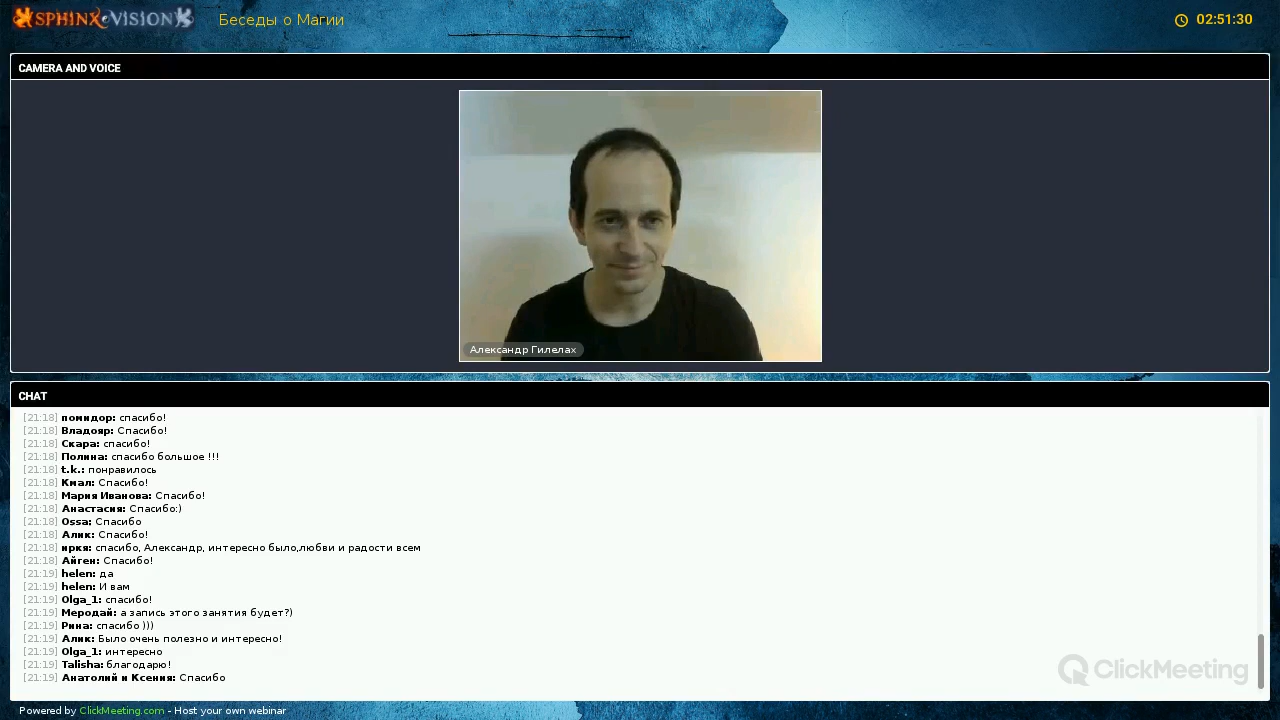 SPHINX VISION Беседы о Магии 02:51:30
CAMERA AND VOICE
Александр Гилелах
CHAT
[21:18] помидор: спасибо!
[21:18] Владояр: Спасибо!
[21:18] Скара: спасибо!
[21:18] Полина: спасибо большое !!!
[21:18] t.k.: понравилось
[21:18] Кмал: Спасибо!
[21:18] Мария Иванова: Спасибо!
[21:18] Анастасия: Спасибо:)
[21:18] Ossa: Спасибо
[21:18] Алик: Спасибо!
[21:18] иркя: спасибо, Александр, интересно было,любви и радости всем
[21:18] Айген: Спасибо!
[21:19] helen: да
[21:19] helen: И вам
[21:19] Olga_1: спасибо!
[21:19] Меродай: а запись этого занятия будет?)
[21:19] Рина: спасибо )))
[21:19] Алик: Было очень полезно и интересно!
[21:19] Olga_1: интересно
[21:19] Talisha: благодарю!
[21:19] Анатолий и Ксения: Спасибо
ClickMeeting
Powered by ClickMeeting.com - Host your own webinar